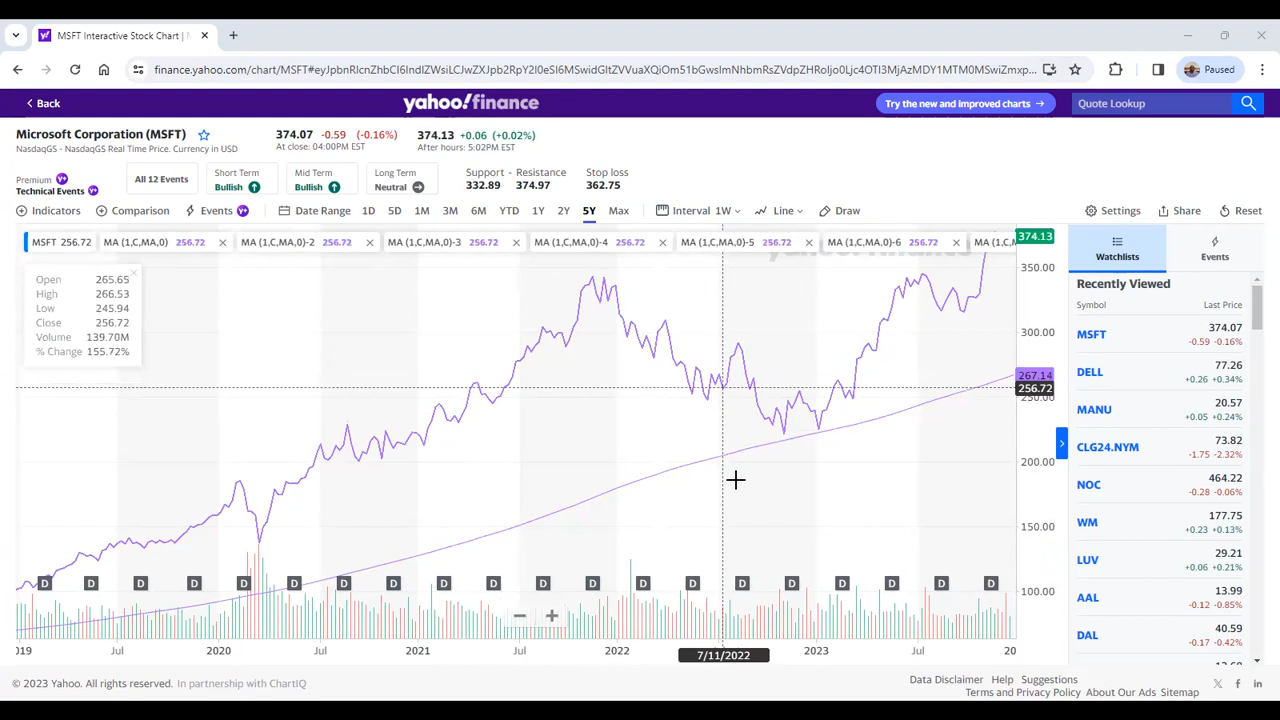 MSFT Interactive Stock Chart | M
finance.yahoo.com/chart/MSFT#
Paused
Back
yahoo!finance
Try the new and improved charts →
Quote Lookup
Microsoft Corporation (MSFT)
NasdaqGS - NasdaqGS Real Time Price. Currency in USD
374.07 -0.59 (-0.16%)
At close: 04:00PM EST
374.13 +0.06 (+0.02%)
After hours: 5:02PM EST
Premium Y+
Technical Events Y+
All 12 Events
Short Term
Bullish
Mid Term
Bullish
Long Term
Neutral
Support - Resistance
332.89 374.97
Stop loss
362.75
Indicators Comparison Events Y+ Date Range 1D 5D 1M 3M 6M YTD 1Y 2Y 5Y Max Interval 1W Line Draw Settings Share Reset
MSFT 256.72 MA (1,C,MA,0) 256.72 MA (1,C,MA,0)-2 256.72 MA (1,C,MA,0)-3 256.72 MA (1,C,MA,0)-4 256.72 MA (1,C,MA,0)-5 256.72 MA (1,C,MA,0)-6 256.72 MA (1,C,M
Open 265.65
High 266.53
Low 245.94
Close 256.72
Volume 139.70M
% Change 155.72%
374.13
350.00
300.00
267.14
256.72
250.00
200.00
150.00
100.00
D D D D D D D D D D D D D D D D D D D D
19 Jul 2020 Jul 2021 Jul 2022 7/11/2022 2023 Jul 20
Watchlists
Events
Recently Viewed
Symbol Last Price
MSFT 374.07
-0.59 -0.16%
DELL 77.26
+0.26 +0.34%
MANU 20.57
+0.05 +0.24%
CLG24.NYM 73.82
-1.75 -2.32%
NOC 464.22
-0.28 -0.06%
WM 177.75
+0.23 +0.13%
LUV 29.21
+0.06 +0.21%
AAL 13.99
-0.12 -0.85%
DAL 40.59
-0.17 -0.42%
© 2023 Yahoo. All rights reserved. In partnership with ChartIQ
Data Disclaimer Help Suggestions
Terms and Privacy Policy About Our Ads Sitemap